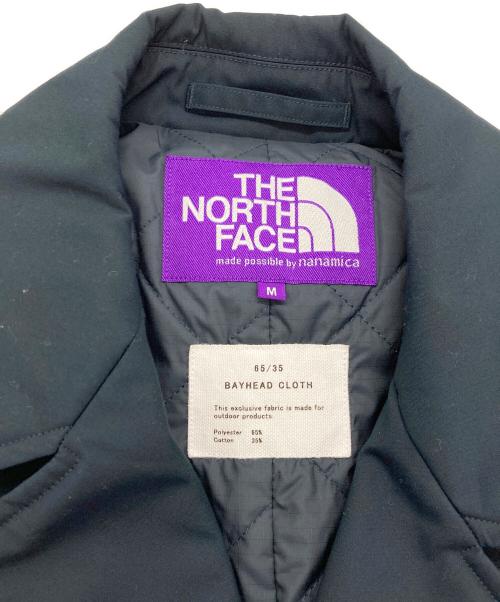 THE
NORTH
FACE
made possible by nanamica
M
65/35
BAYHEAD CLOTH
This exclusive fabric is made for
outdoor products.
Polyester 65%
Cotton 35%